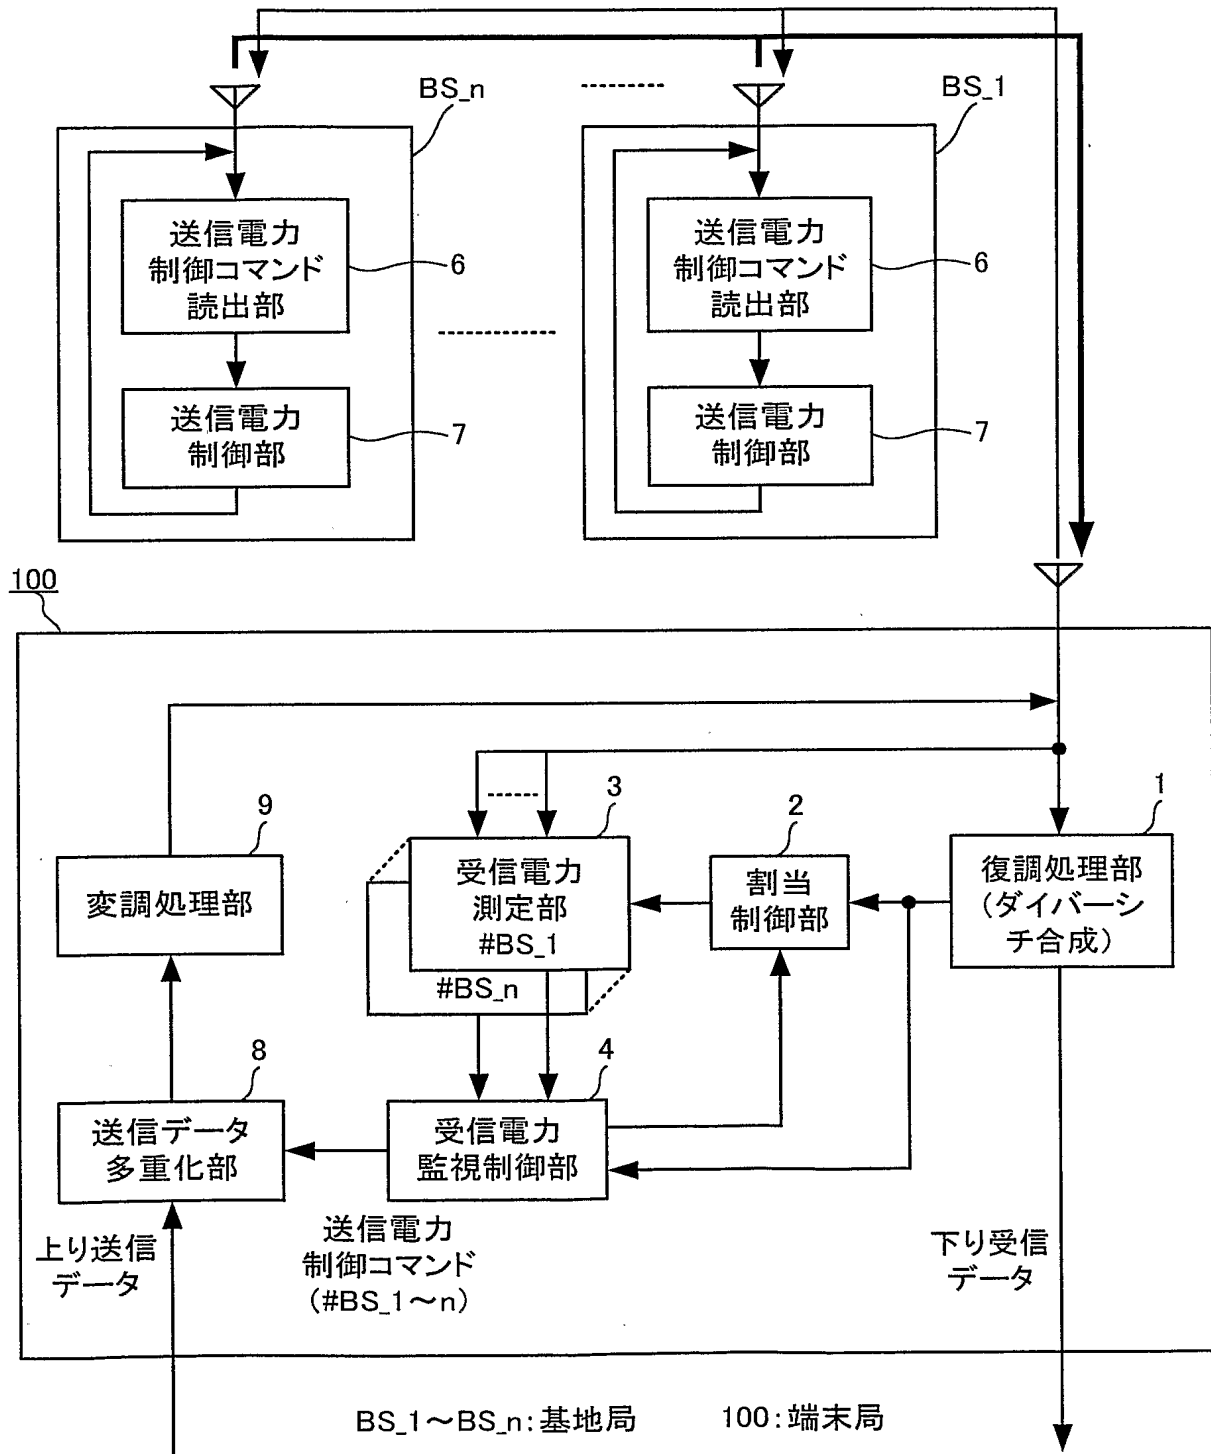 BS_n
BS_1
送信電力
制御コマンド
読出部
6
送信電力
制御コマンド
読出部
6
送信電力
制御部
7
送信電力
制御部
7
100
9
変調処理部
3
受信電力
測定部
#BS_1
#BS_n
2
割当
制御部
1
復調処理部
(ダイバーシ
チ合成)
8
送信データ
多重化部
4
受信電力
監視制御部
上り送信
データ
送信電力
制御コマンド
(#BS_1～n)
下り受信
データ
BS_1～BS_n:基地局
100:端末局